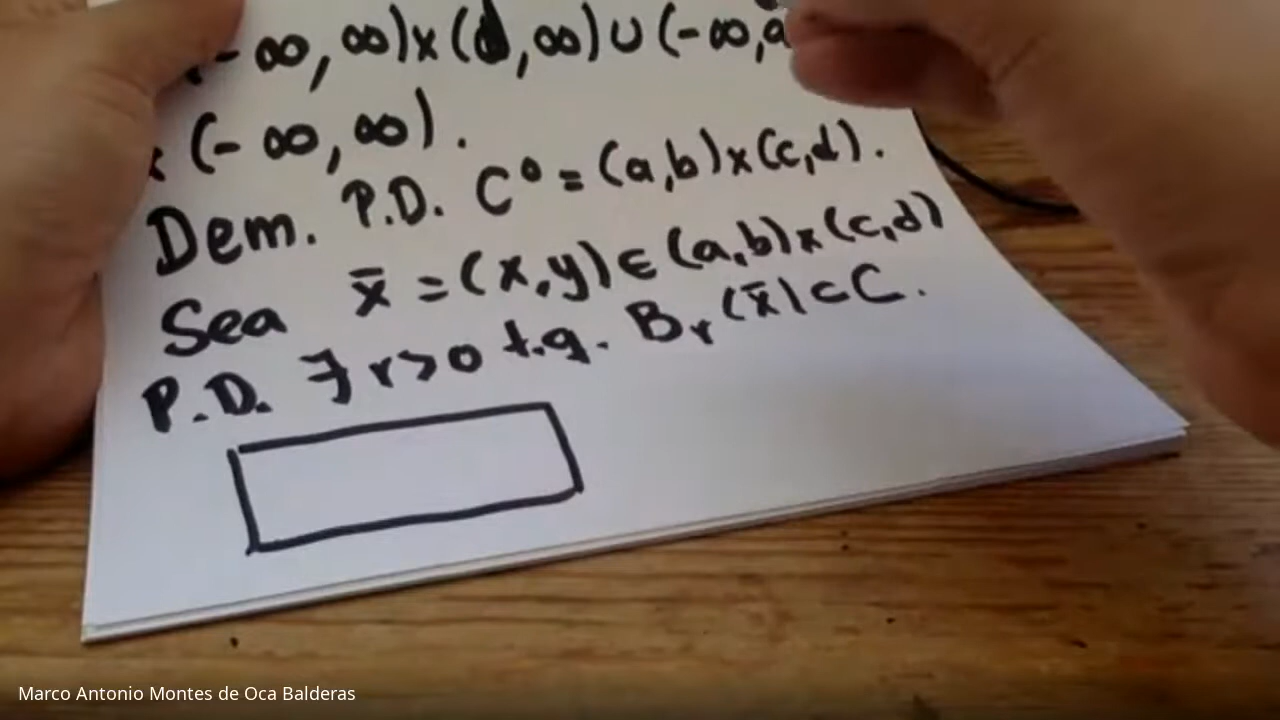 -∞,∞)x(d,∞)∪(-∞,a
x(-∞,∞).
Dem. P.D. C° = (a,b)x(c,d).
Sea x̄ = (x,y)∈(a,b)x(c,d)
P.D. ∃ r>0 t.q. Bᵣ(x̄)⊂C.
Marco Antonio Montes de Oca Balderas